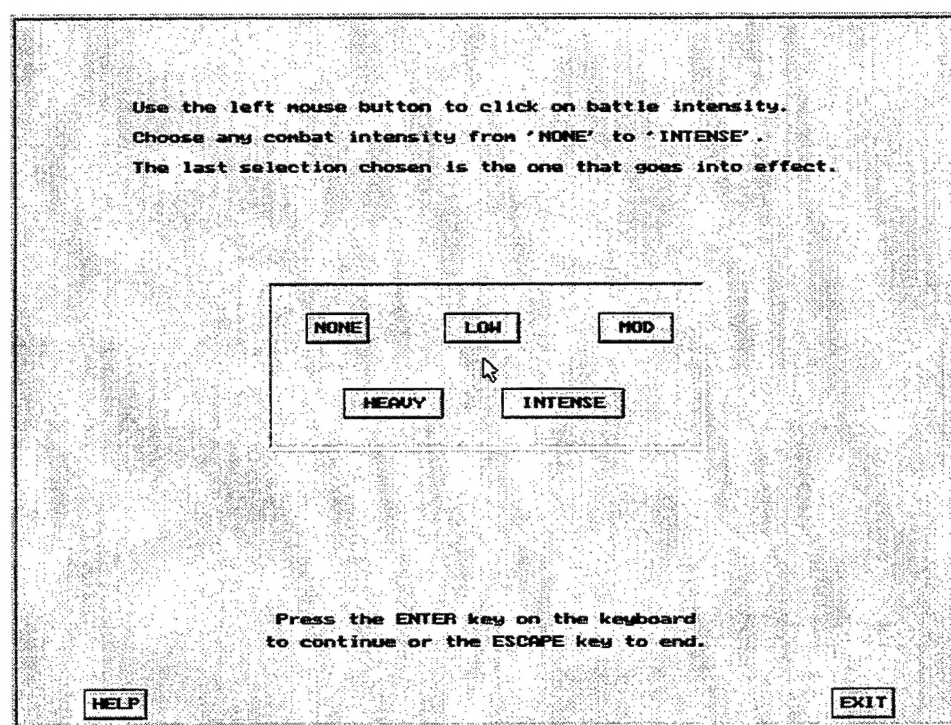 Use the left mouse button to click on battle intensity.
Choose any combat intensity from 'NONE' to 'INTENSE'.
The last selection chosen is the one that goes into effect.
NONE LOW MOD
HEAVY INTENSE
Press the ENTER key on the keyboard
to continue or the ESCAPE key to end.
HELP EXIT